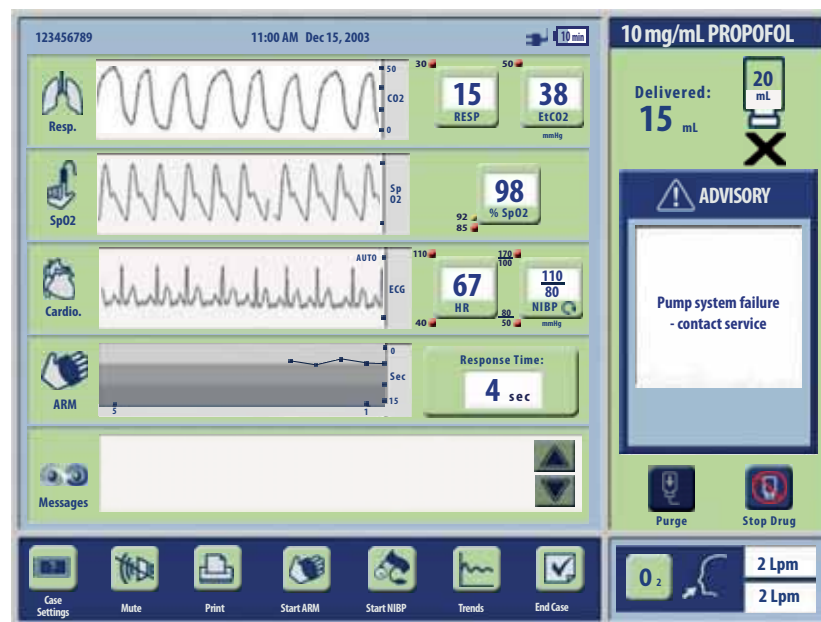 123456789
11:00 AM Dec 15, 2003
10 min
Resp.
50
CO2
0
30
15
RESP
50
38
EtCO2
mmHg
SpO2
Sp
O2
92
85
98
% SpO2
Cardio.
AUTO
ECG
110
40
67
HR
170
100
80
50
110
80
NIBP
mmHg
ARM
0
Sec
15
5
1
Response Time:
4 sec
Messages
Case
Settings
Mute
Print
Start ARM
Start NIBP
Trends
End Case
10 mg/mL PROPOFOL
Delivered:
15 mL
20
mL
ADVISORY
Pump system failure
- contact service
Purge
Stop Drug
O2
2 Lpm
2 Lpm